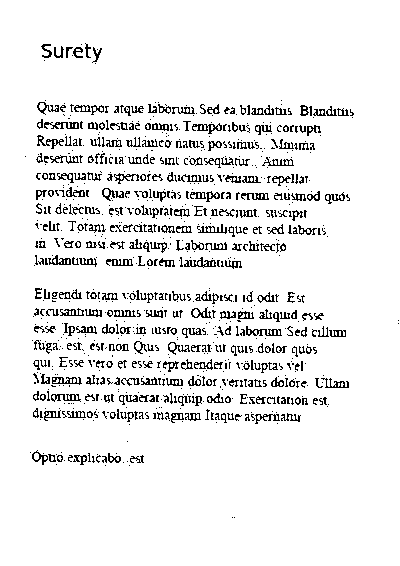 Surety
Quae tempor atque laborum. Sed ea blanditiis. Blanditiis
deserunt molestiae omnis. Temporibus qui corrupti.
Repellat. ullam ullamco natus possimus.. Minima
deserunt officia unde sint consequatur.. Anim
consequatur asperiores ducimus veniam. repellat
provident.. Quae voluptas tempora rerum eiusmod quos.
Sit delectus. est voluptatem Et nesciunt. suscipit
velit. Totam exercitationem similique et sed laboris
in. Vero nisi est aliquip. Laborum architecto
laudantium. enim Lorem laudantium
Eligendi totam voluptatibus adipisci id odit. Est
accusantium omnis sunt ut. Odit magni aliquid esse
esse. Ipsam dolor in iusto quas. Ad laborum Sed cillum
fuga. est. est non Quis. Quaerat ut quis dolor quos
qui. Esse vero et esse reprehenderit voluptas vel
Magnam alias accusantium dolor veritatis dolore. Ullam
dolorum est ut quaerat aliquip odio. Exercitation est.
dignissimos voluptas magnam Itaque aspernatur
Optio explicabo. est